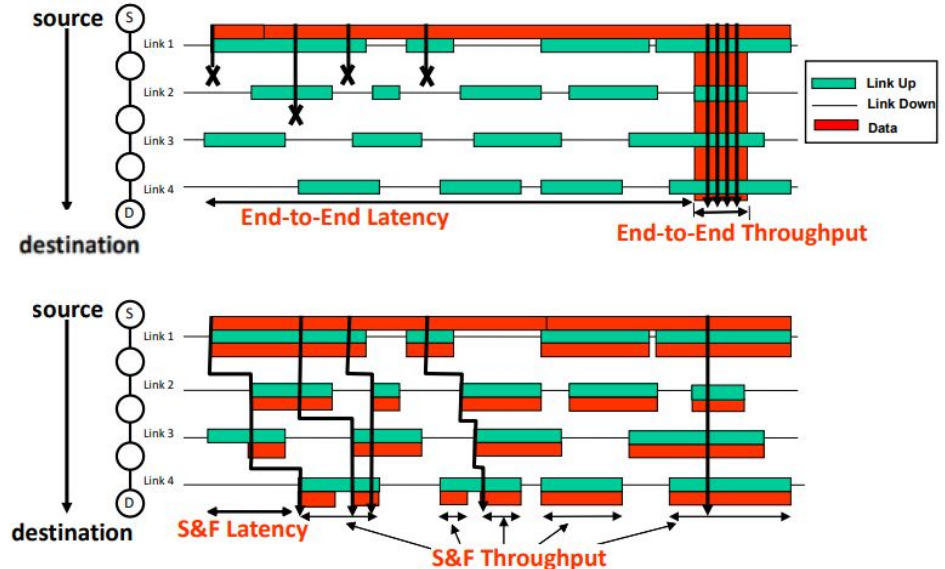 source
S
Link 1
Link 2
Link 3
Link 4
D
destination
End-to-End Latency
End-to-End Throughput
Link Up
Link Down
Data
source
S
Link 1
Link 2
Link 3
Link 4
D
destination
S&F Latency
S&F Throughput